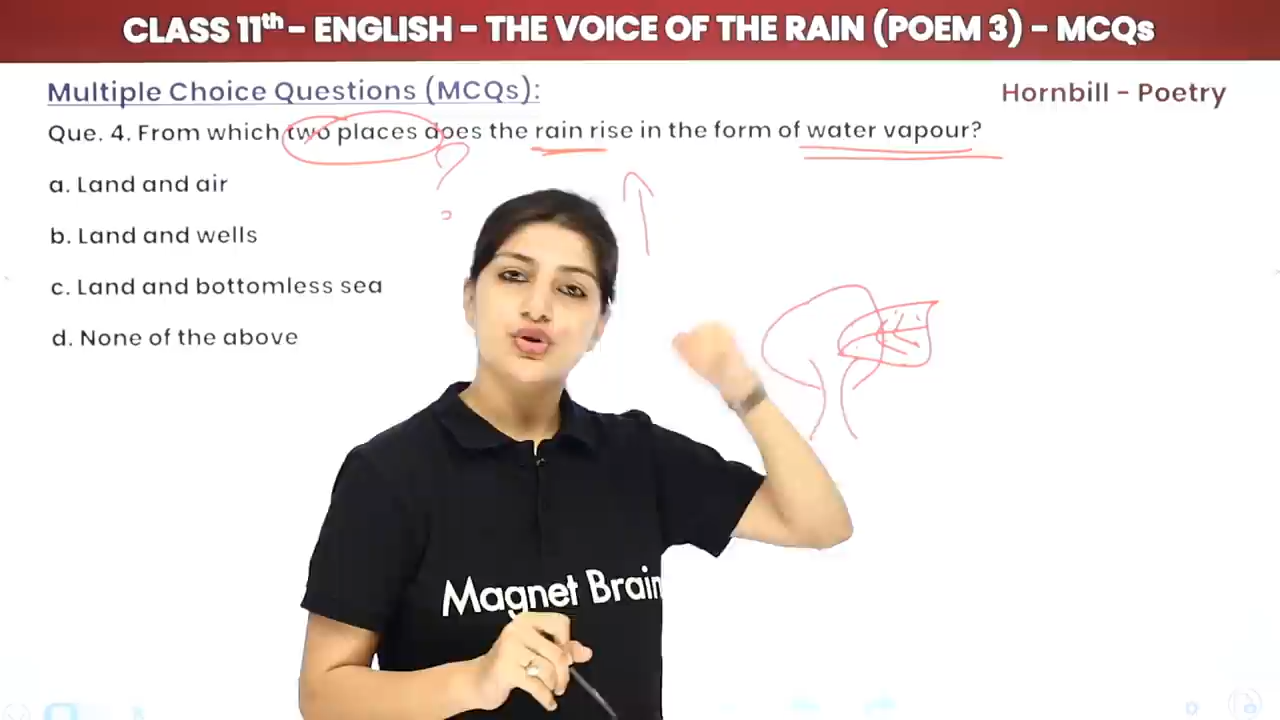 CLASS 11th - ENGLISH - THE VOICE OF THE RAIN (POEM 3) - MCQs
Multiple Choice Questions (MCQs):
Hornbill - Poetry
Que. 4. From which two places does the rain rise in the form of water vapour?
a. Land and air
b. Land and wells
c. Land and bottomless sea
d. None of the above
?
Magnet Brain